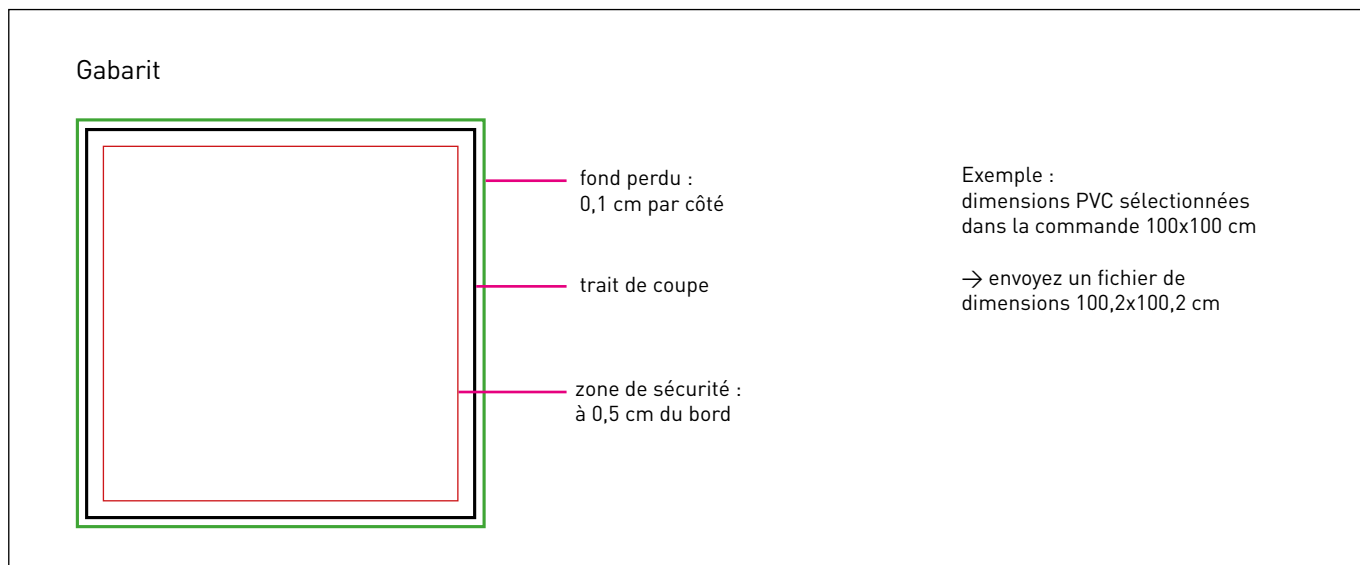 Gabarit
fond perdu :
0,1 cm par côté
trait de coupe
zone de sécurité :
à 0,5 cm du bord
Exemple :
dimensions PVC sélectionnées
dans la commande 100x100 cm
→ envoyez un fichier de
dimensions 100,2x100,2 cm